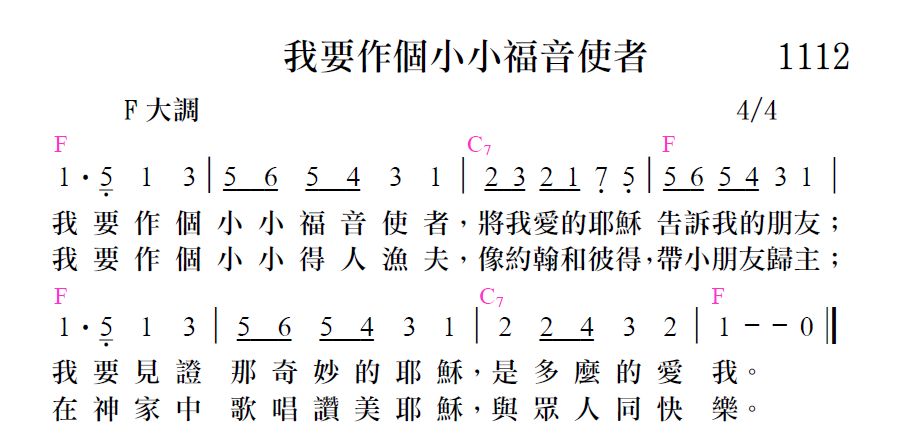 我要作個小小福音使者 1112
F 大調 4/4
F C7 F
1 · 5 1 3 | 5 6 5 4 3 1 | 2 3 2 1 7 5 | 5 6 5 4 3 1 |
我要作個小小福音使者，將我愛的耶穌 告訴我的朋友；
我要作個小小得人漁夫，像約翰和彼得，帶小朋友歸主；
F C7 F
1 · 5 1 3 | 5 6 5 4 3 1 | 2 2 4 3 2 | 1 - - 0 ||
我要見證 那奇妙的耶穌，是多麼的愛 我。
在神家中 歌唱讚美耶穌，與眾人同快 樂。